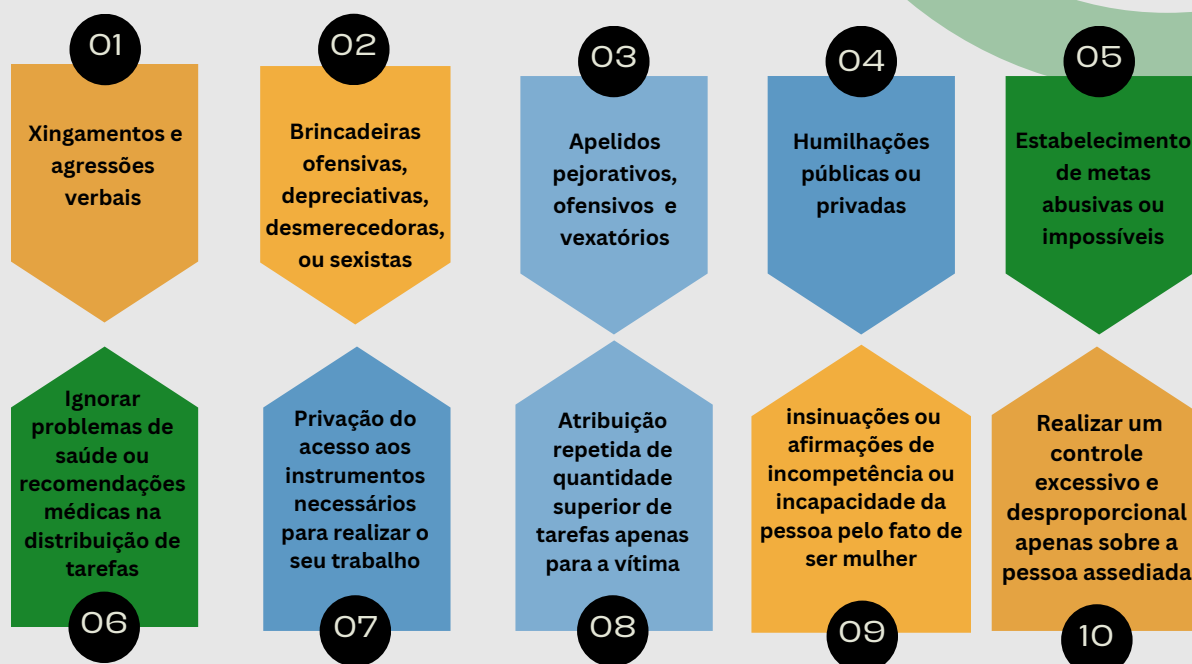 01
Xingamentos e
agressões
verbais
02
Brincadeiras
ofensivas,
depreciativas,
desmerecedoras,
ou sexistas
03
Apelidos
pejorativos,
ofensivos e
vexatórios
04
Humilhações
públicas ou
privadas
05
Estabelecimento
de metas
abusivas ou
impossíveis
Ignorar
problemas de
saúde ou
recomendações
médicas na
distribuição de
tarefas
06
Privação do
acesso aos
instrumentos
necessários
para realizar o
seu trabalho
07
Atribuição
repetida de
quantidade
superior de
tarefas apenas
para a vítima
08
insinuações ou
afirmações de
incompetência ou
incapacidade da
pessoa pelo fato de
ser mulher
09
Realizar um
controle
excessivo e
desproporcional
apenas sobre a
pessoa assediada
10